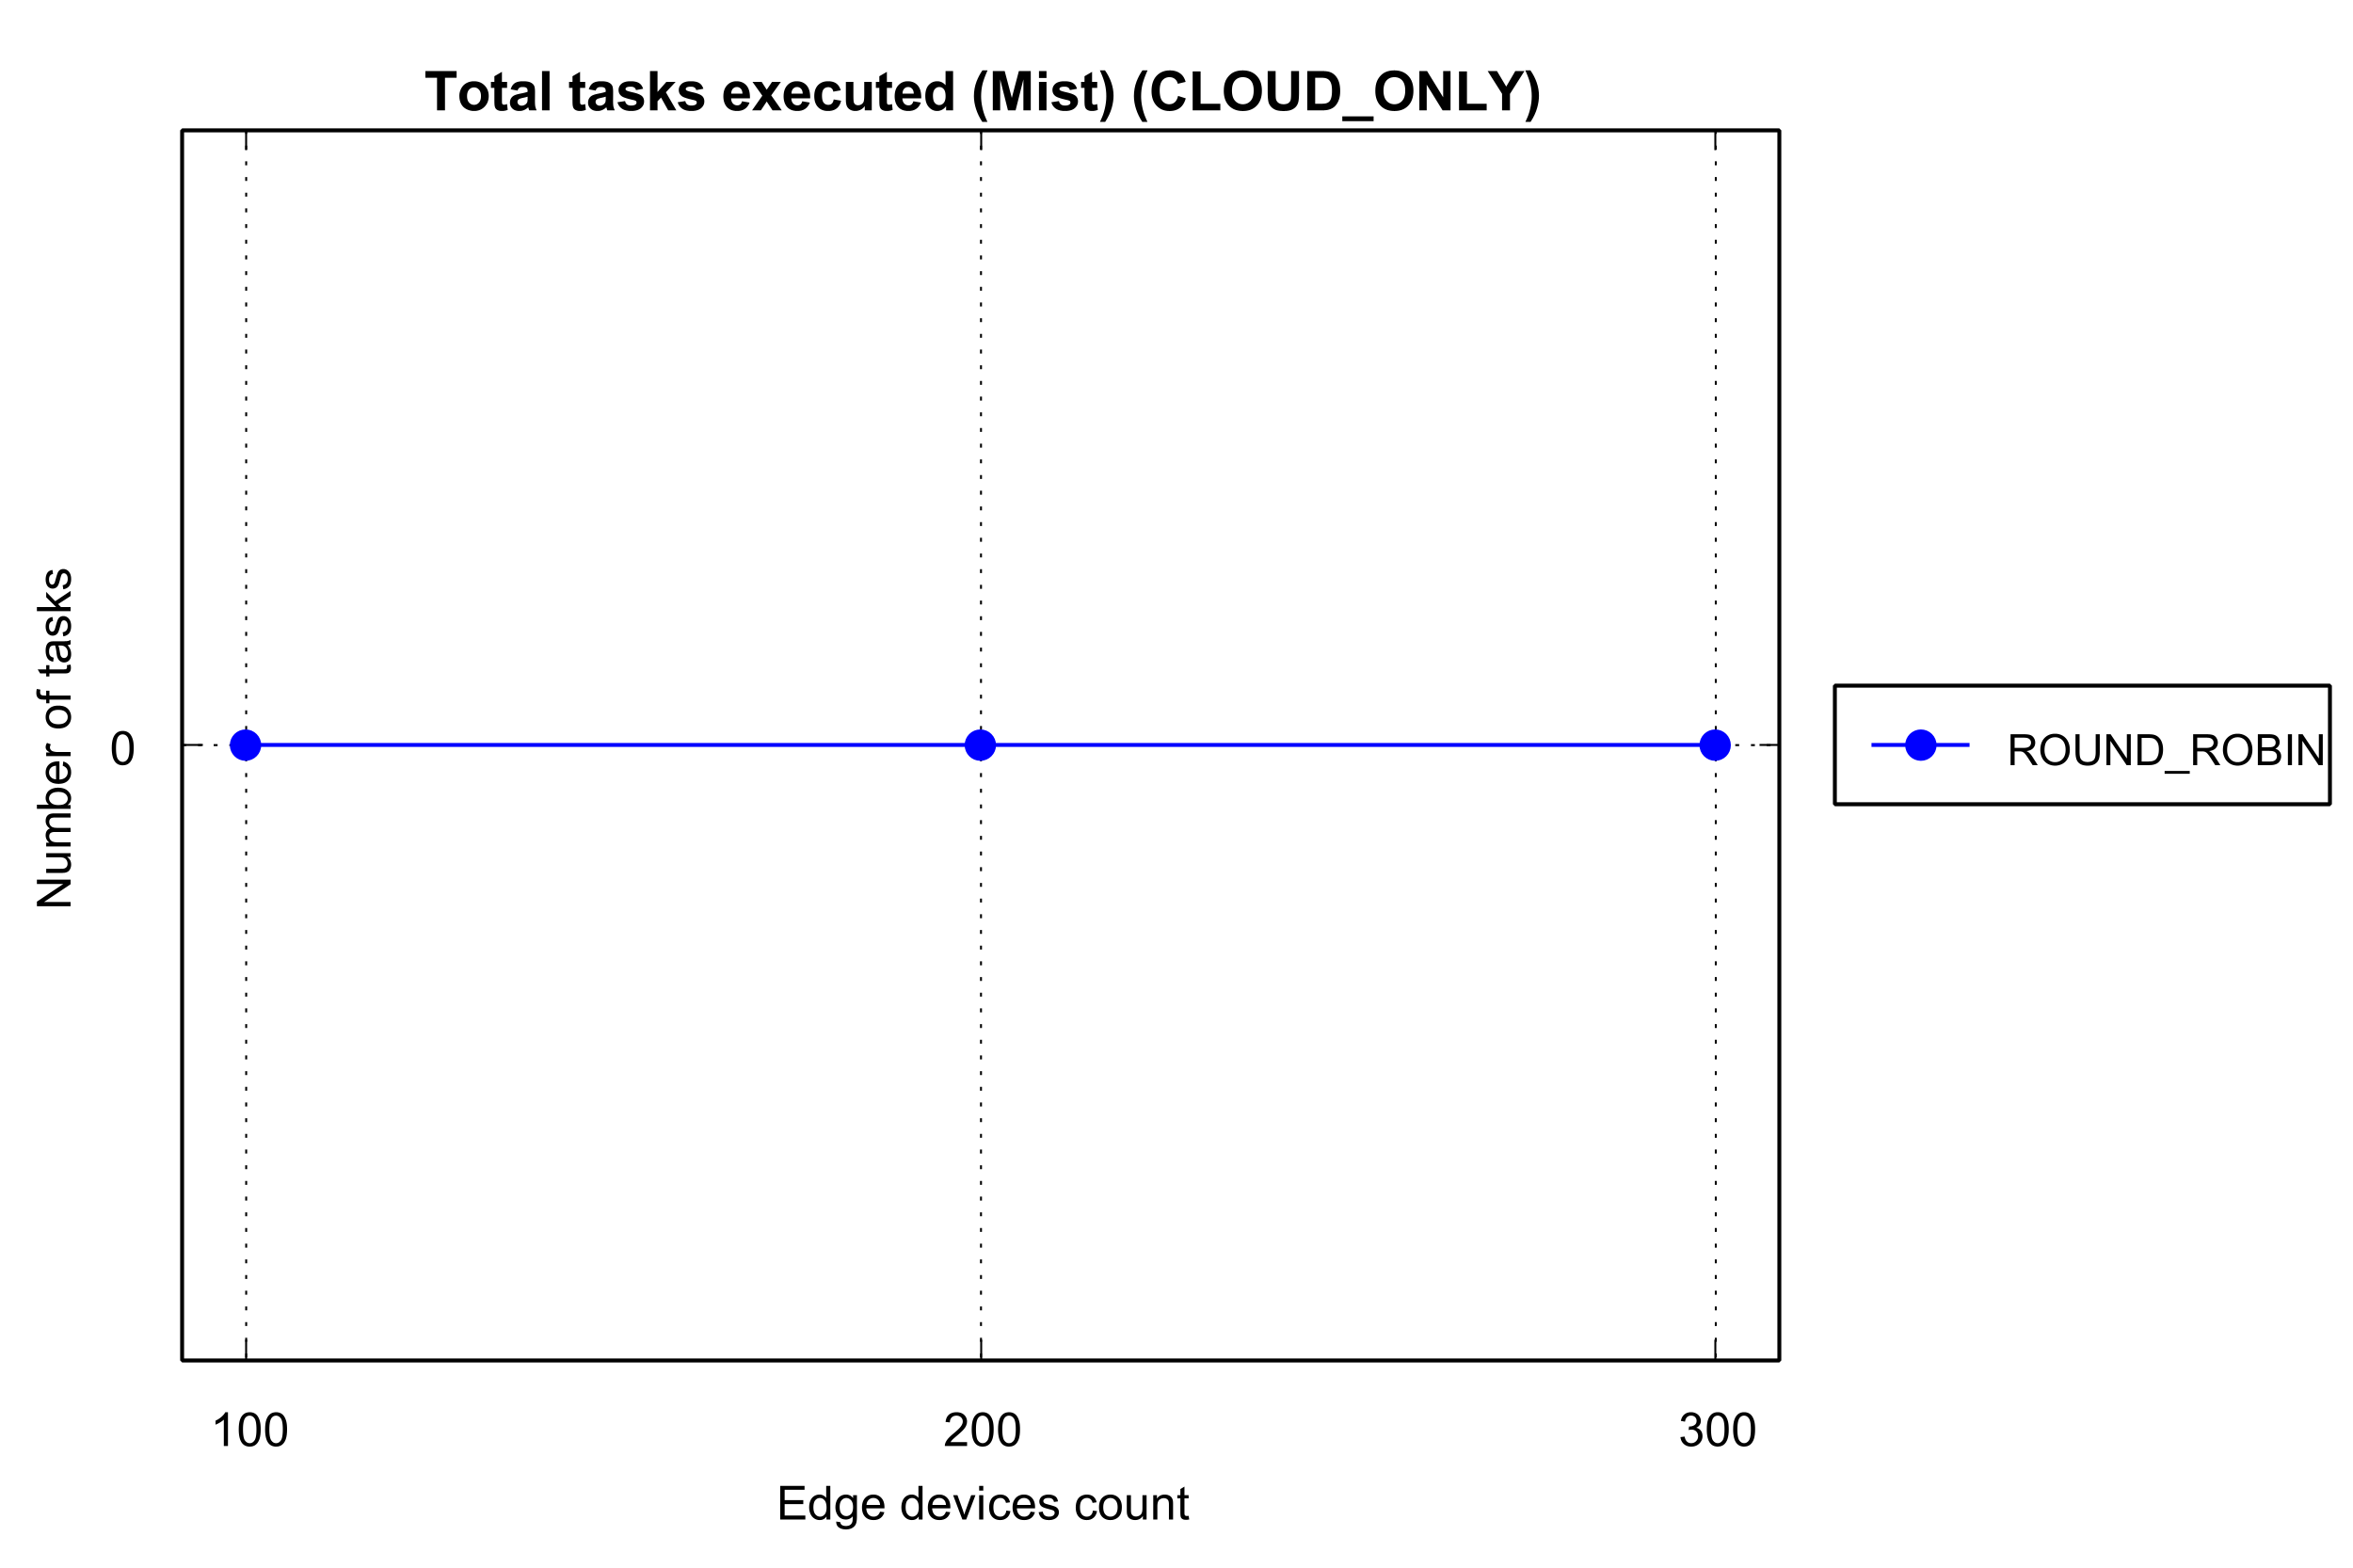 Total tasks executed (Mist) (CLOUD_ONLY)
Number of tasks
0
ROUND_ROBIN
100 200 300
Edge devices count